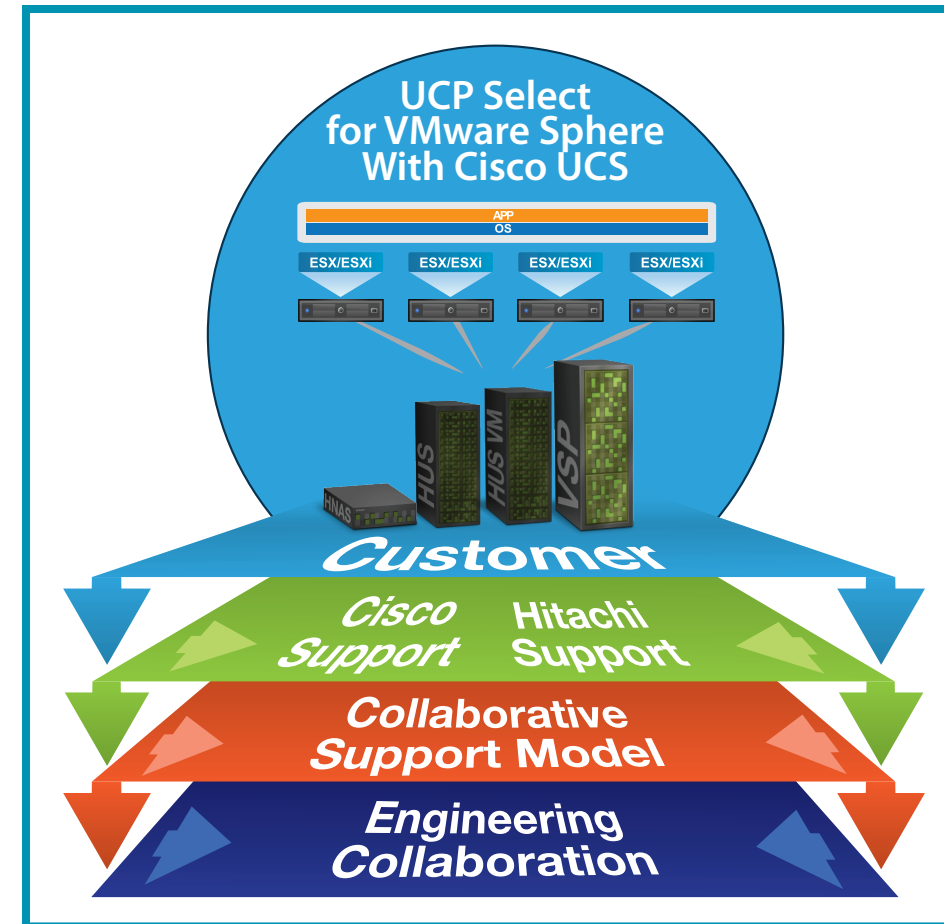 UCP Select
for VMware Sphere
With Cisco UCS
APP
OS
ESX/ESXi ESX/ESXi ESX/ESXi ESX/ESXi
HNAS
HUS
HUS VM
VSP
Customer
Cisco Support
Hitachi Support
Collaborative
Support Model
Engineering
Collaboration